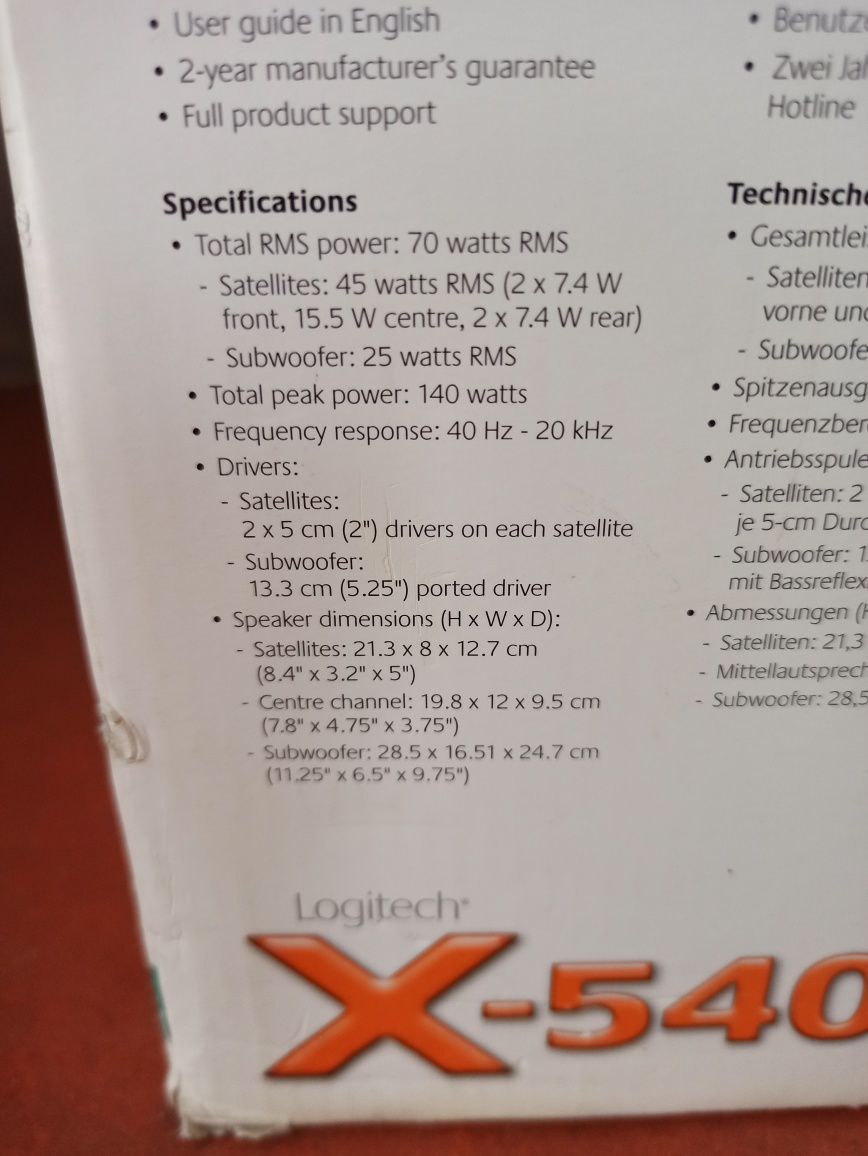 • User guide in English
• 2-year manufacturer's guarantee
• Full product support
Specifications
• Total RMS power: 70 watts RMS
- Satellites: 45 watts RMS (2 x 7.4 W
front, 15.5 W centre, 2 x 7.4 W rear)
- Subwoofer: 25 watts RMS
• Total peak power: 140 watts
• Frequency response: 40 Hz - 20 kHz
• Drivers:
- Satellites:
2 x 5 cm (2") drivers on each satellite
- Subwoofer:
13.3 cm (5.25") ported driver
• Speaker dimensions (H x W x D):
- Satellites: 21.3 x 8 x 12.7 cm
(8.4" x 3.2" x 5")
- Centre channel: 19.8 x 12 x 9.5 cm
(7.8" x 4.75" x 3.75")
- Subwoofer: 28.5 x 16.51 x 24.7 cm
(11.25" x 6.5" x 9.75")
• Benutz
• Zwei Jah
Hotline
Technische
• Gesamtlei
- Satelliten
vorne und
- Subwoofe
• Spitzenausg
• Frequenzber
• Antriebsspule
- Satelliten: 2
je 5-cm Durc
- Subwoofer: 1
mit Bassreflex
• Abmessungen (H
- Satelliten: 21,3
- Mittellautsprech
- Subwoofer: 28,5
Logitech®
X-540